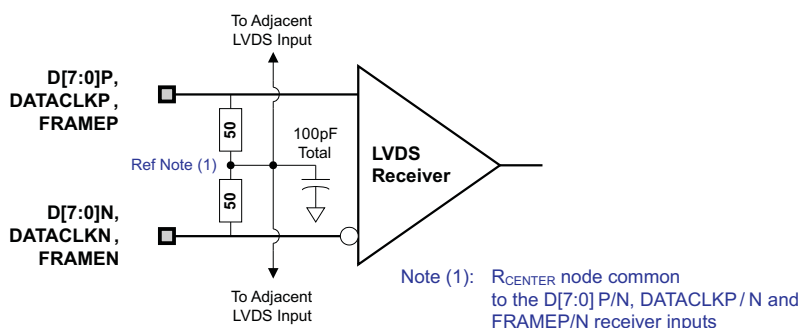 To Adjacent
LVDS Input
D[7:0]P,
DATACLKP,
FRAMEP
50
100pF
Total
LVDS
Receiver
Ref Note (1)
50
D[7:0]N,
DATACLKN,
FRAMEN
To Adjacent
LVDS Input
Note (1): RCENTER node common
to the D[7:0] P/N, DATACLKP/N and
FRAMEP/N receiver inputs